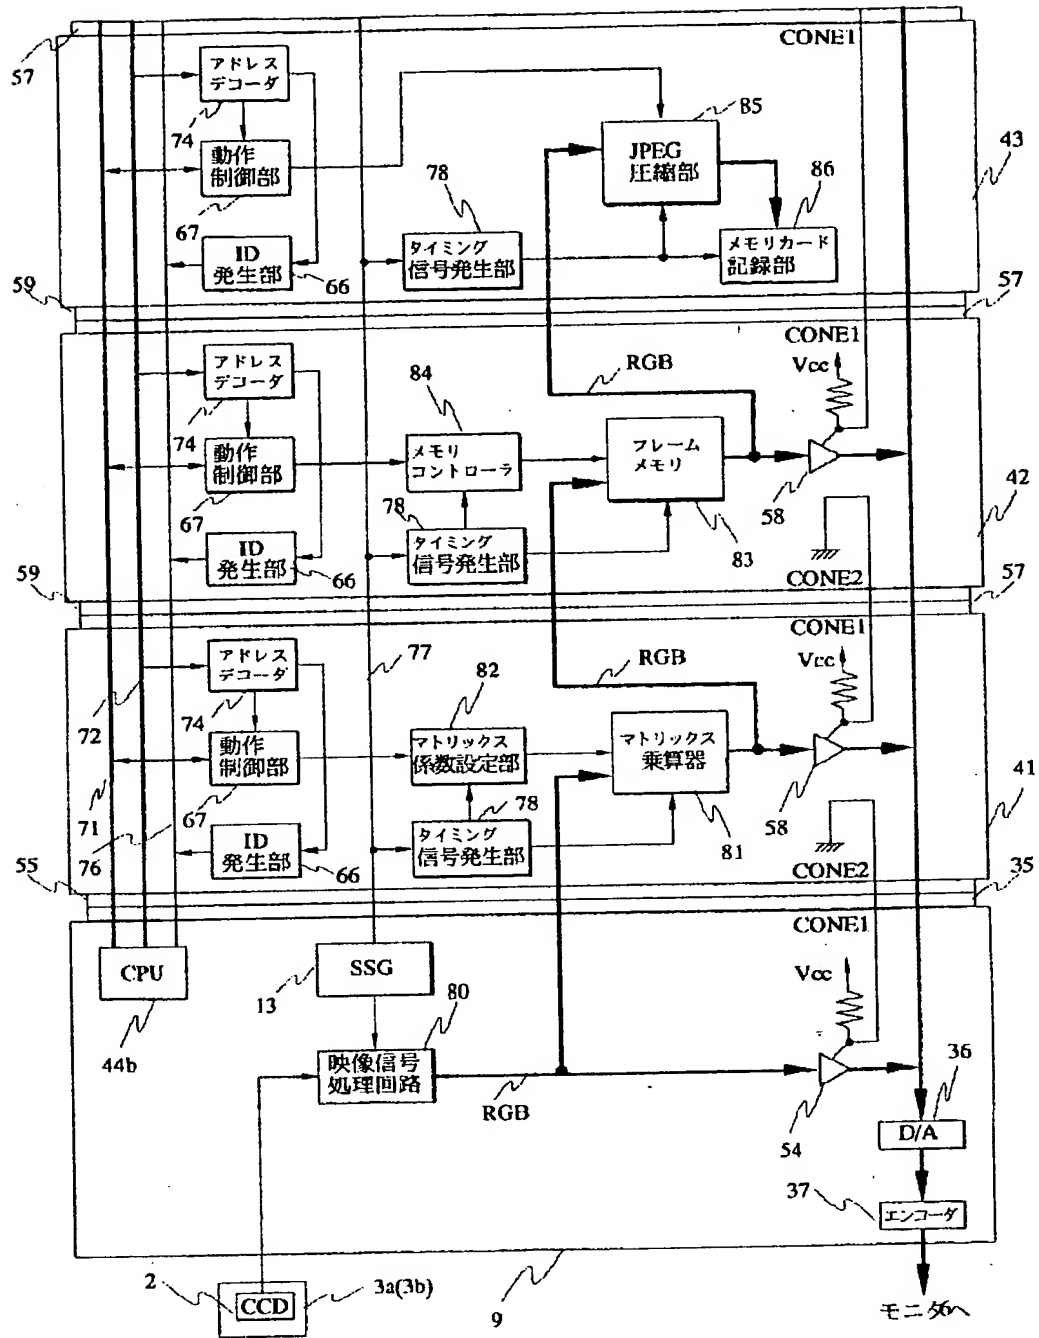 CONE1
57
アドレス
デコーダ
85
74
動作
制御部
JPEG
圧縮部
43
78
86
67
ID
発生部
66
タイミング
信号発生部
メモリカード
記録部
59
57
CONE1
Vcc
RGB
アドレス
デコーダ
84
74
動作
制御部
メモリ
コントローラ
フレーム
メモリ
58
42
67
78
ID
発生部
66
タイミング
信号発生部
83
CONE2
59
57
CONE1
Vcc
RGB
アドレス
デコーダ
77
82
72
74
動作
制御部
マトリックス
係数設定部
マトリックス
乗算器
71
67
78
58
41
76
ID
発生部
66
タイミング
信号発生部
81
CONE2
55
35
CONE1
CPU
SSG
Vcc
13
80
44b
映像信号
処理回路
36
RGB
54
D/A
37
エンコーダ
2
CCD
3a(3b)
9
モニタ6へ